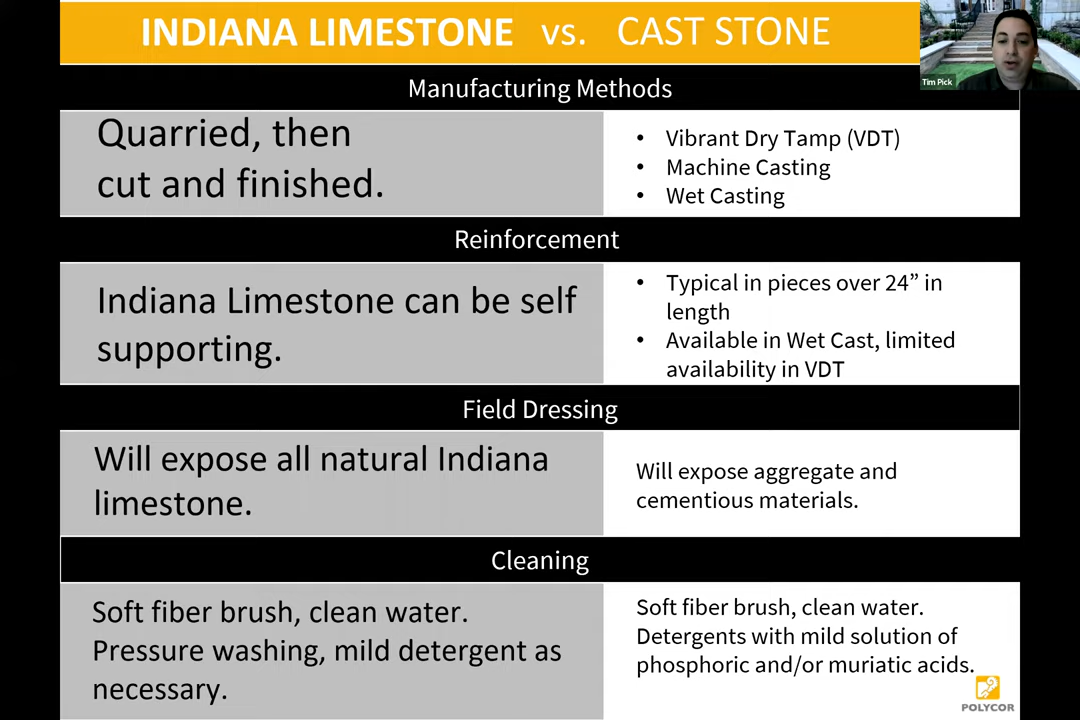 INDIANA LIMESTONE vs. CAST STONE
Tim Pick
Manufacturing Methods
Quarried, then
cut and finished.
• Vibrant Dry Tamp (VDT)
• Machine Casting
• Wet Casting
Reinforcement
Indiana Limestone can be self
supporting.
• Typical in pieces over 24” in
length
• Available in Wet Cast, limited
availability in VDT
Field Dressing
Will expose all natural Indiana
limestone.
Will expose aggregate and
cementious materials.
Cleaning
Soft fiber brush, clean water.
Pressure washing, mild detergent as
necessary.
Soft fiber brush, clean water.
Detergents with mild solution of
phosphoric and/or muriatic acids.
POLYCOR